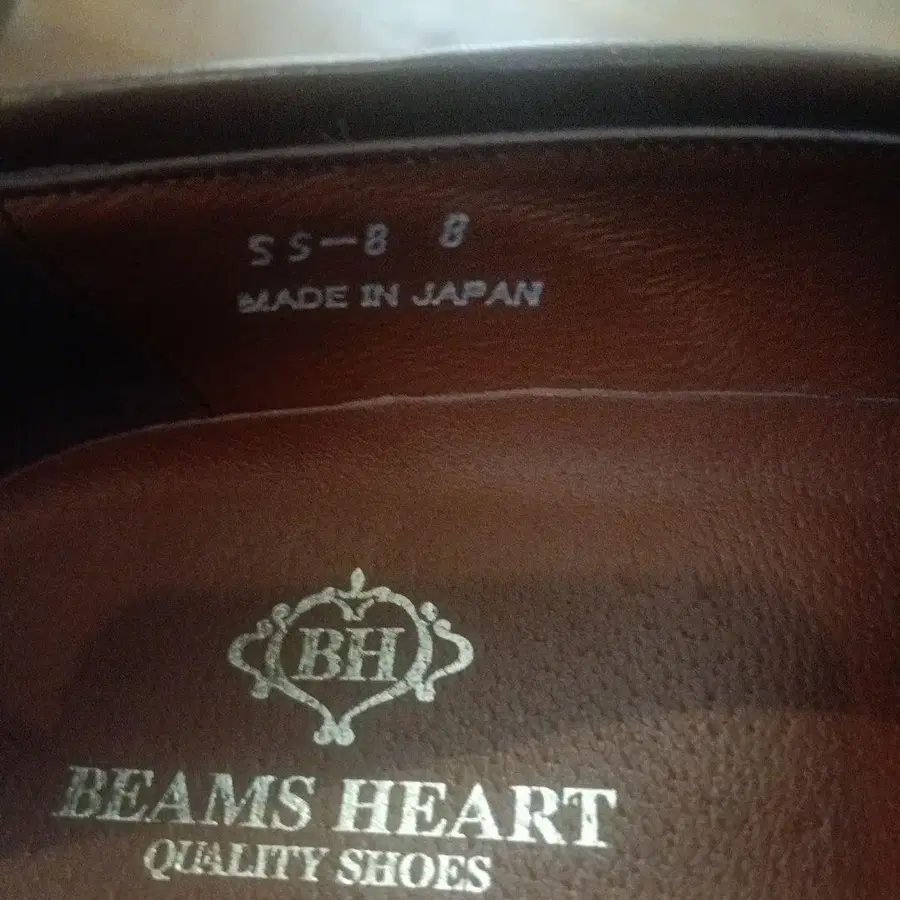 SS-8 8
MADE IN JAPAN
BH
BEAMS HEART
QUALITY SHOES